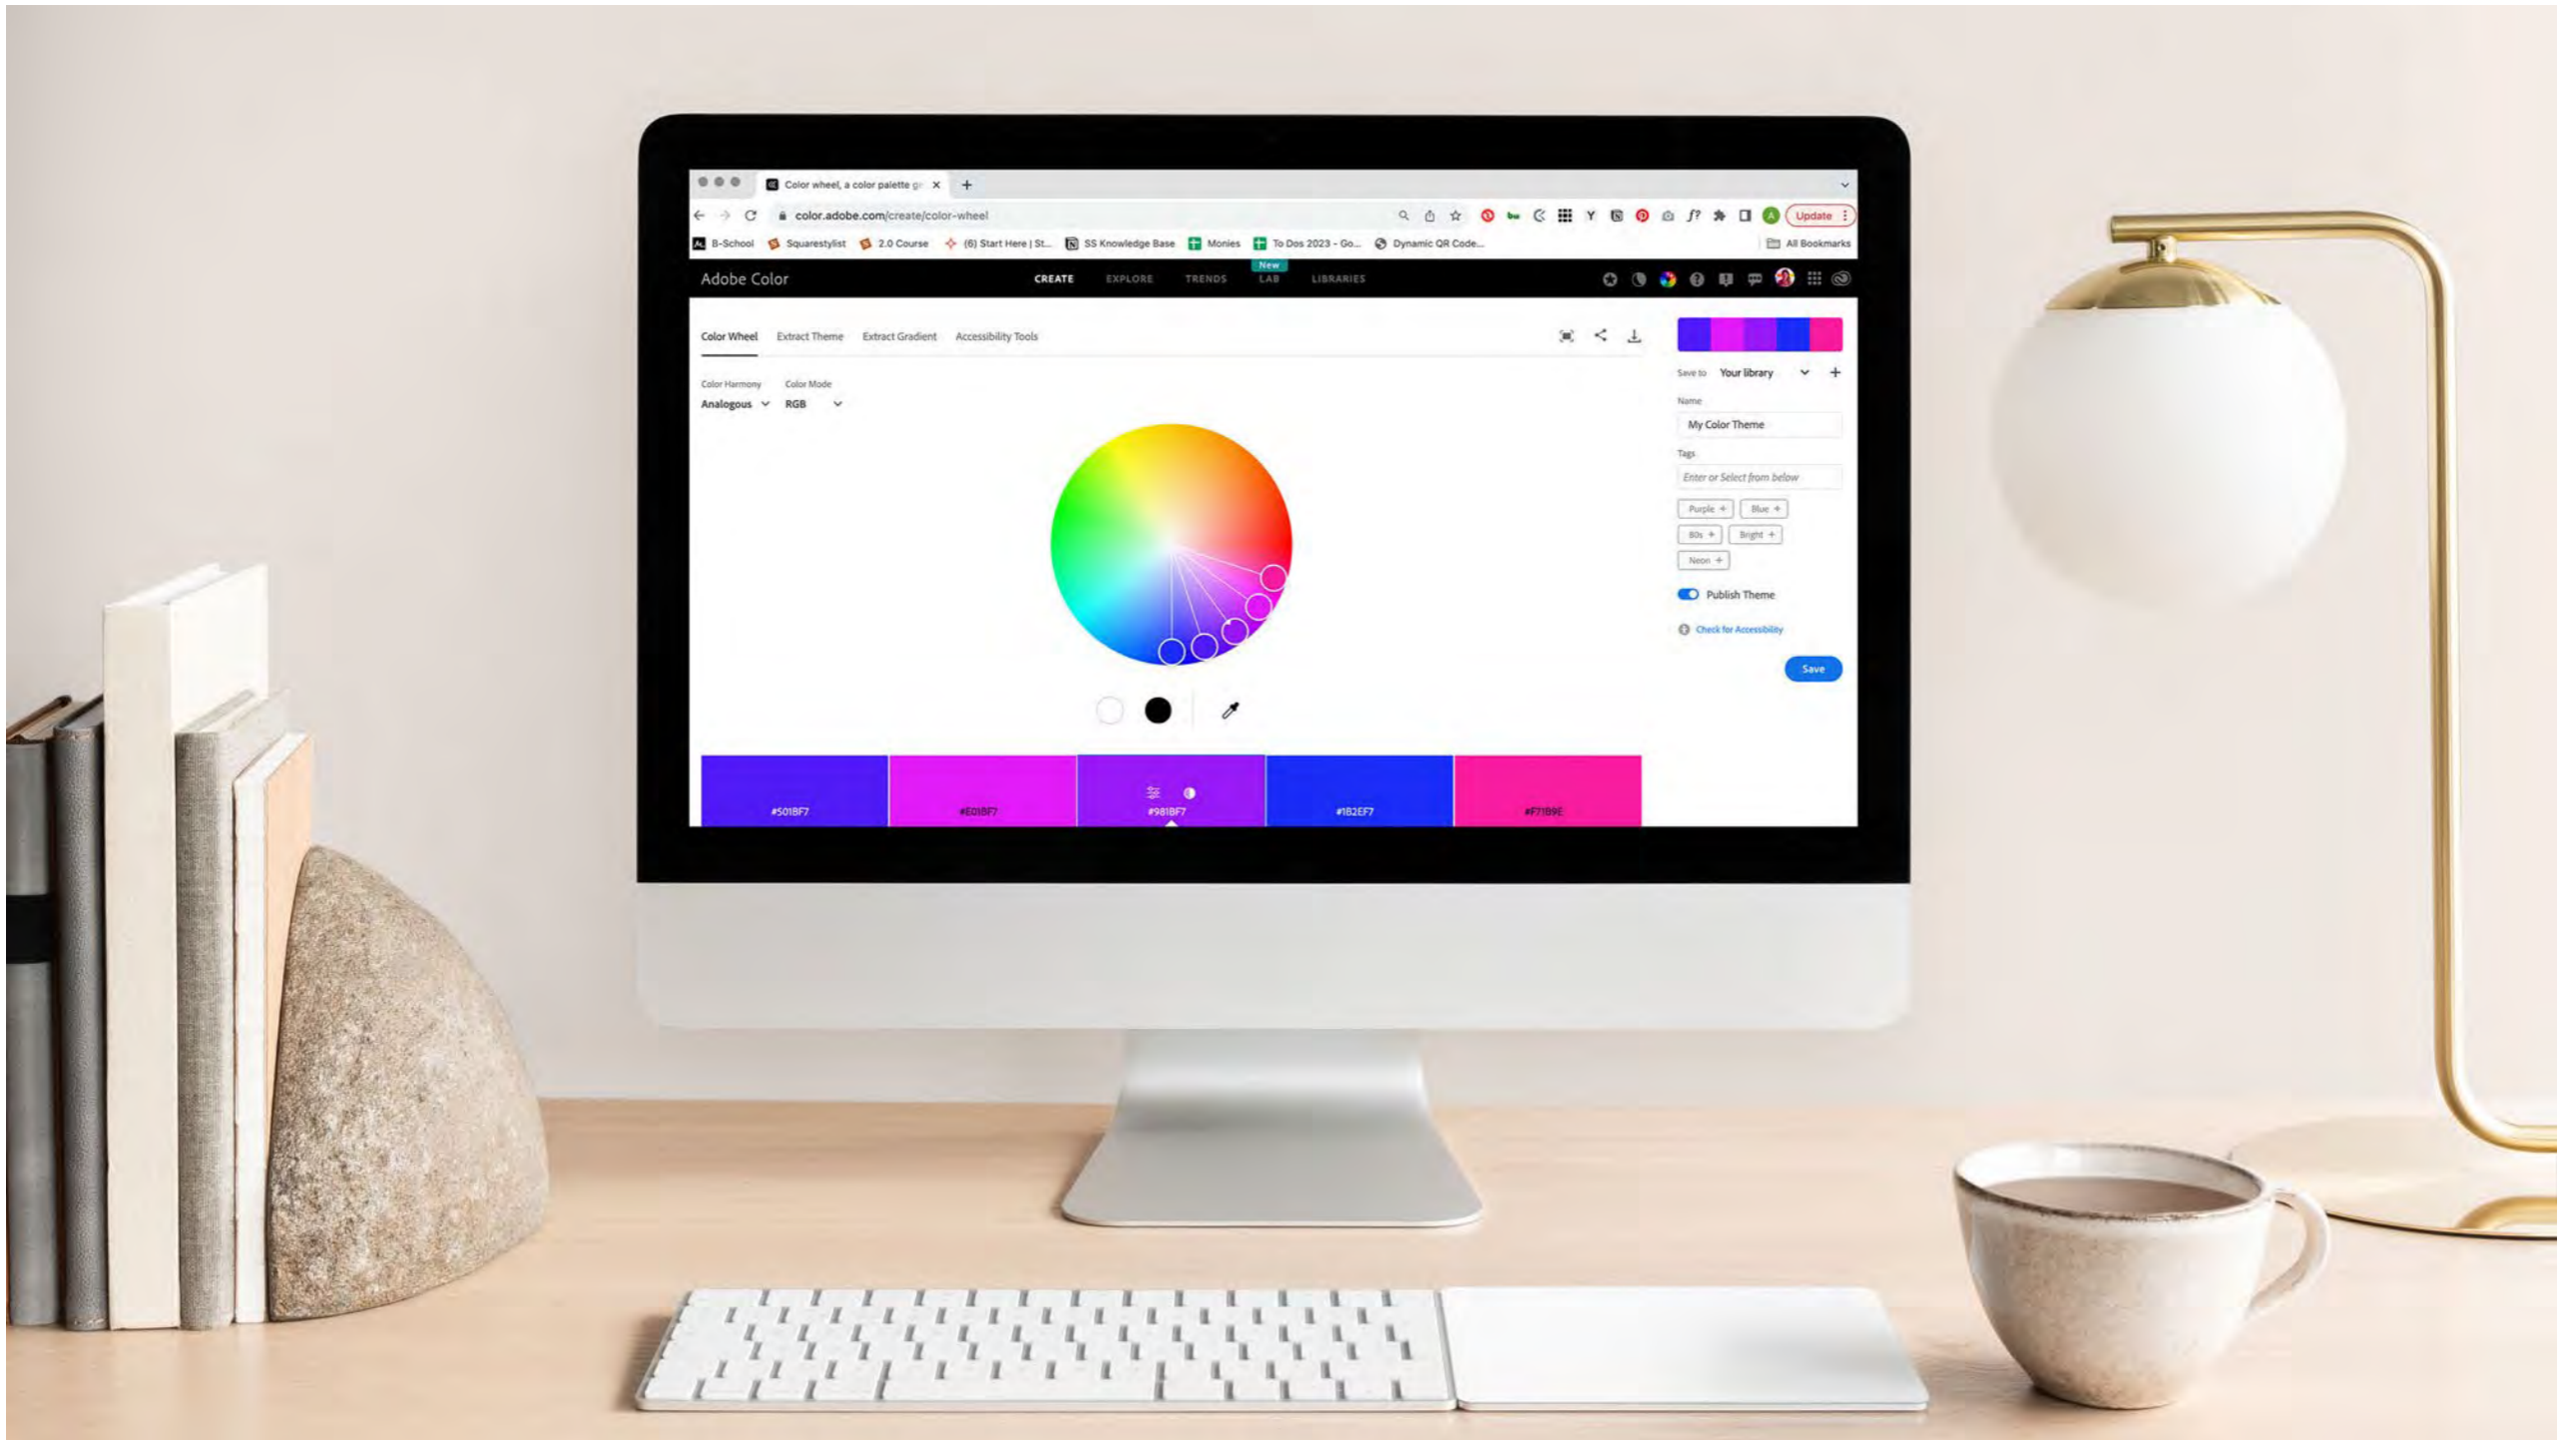 Color wheel, a color palette g
color.adobe.com/create/color-wheel
Update
B-School Squarestylist 2.0 Course (6) Start Here | St... SS Knowledge Base Monies To Dos 2023 - Go... Dynamic QR Code... All Bookmarks
New
Adobe Color CREATE EXPLORE TRENDS LAB LIBRARIES
Color Wheel Extract Theme Extract Gradient Accessibility Tools
Save to Your library
Color Harmony Color Mode
Analogous RGB
Name
My Color Theme
Tags
Enter or Select from below
Purple + Blue +
80s + Bright +
Neon +
Publish Theme
Check for Accessibility
Save
#501BF7 #E01BF7 #981BF7 #1B2EF7 #F71B9E